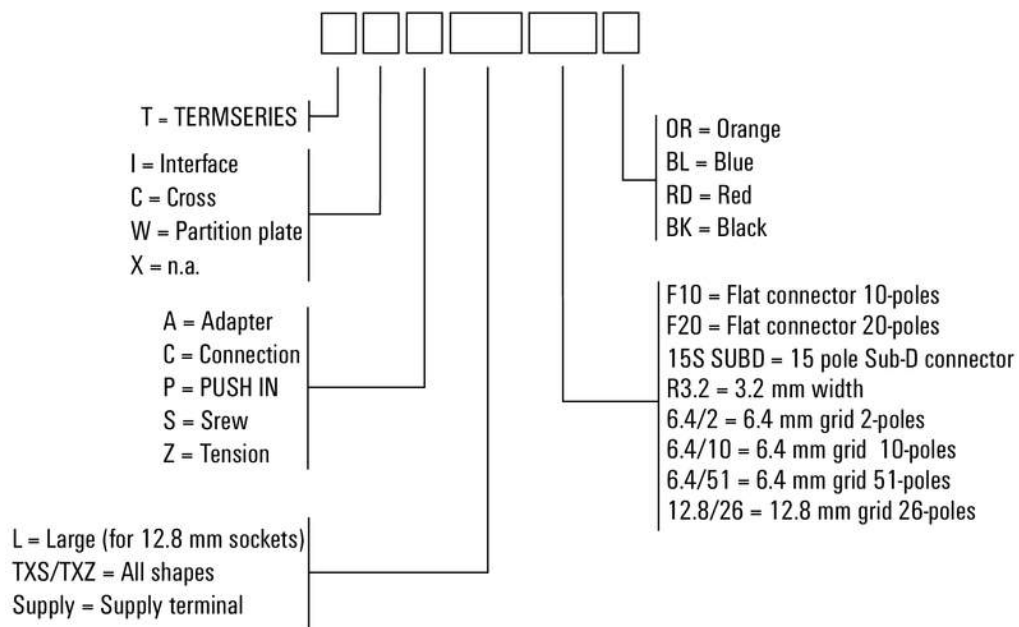 T = TERMSERIES
I = Interface
C = Cross
W = Partition plate
X = n.a.
A = Adapter
C = Connection
P = PUSH IN
S = Srew
Z = Tension
L = Large (for 12.8 mm sockets)
TXS/TXZ = All shapes
Supply = Supply terminal
OR = Orange
BL = Blue
RD = Red
BK = Black
F10 = Flat connector 10-poles
F20 = Flat connector 20-poles
15S SUBD = 15 pole Sub-D connector
R3.2 = 3.2 mm width
6.4/2 = 6.4 mm grid 2-poles
6.4/10 = 6.4 mm grid  10-poles
6.4/51 = 6.4 mm grid 51-poles
12.8/26 = 12.8 mm grid 26-poles